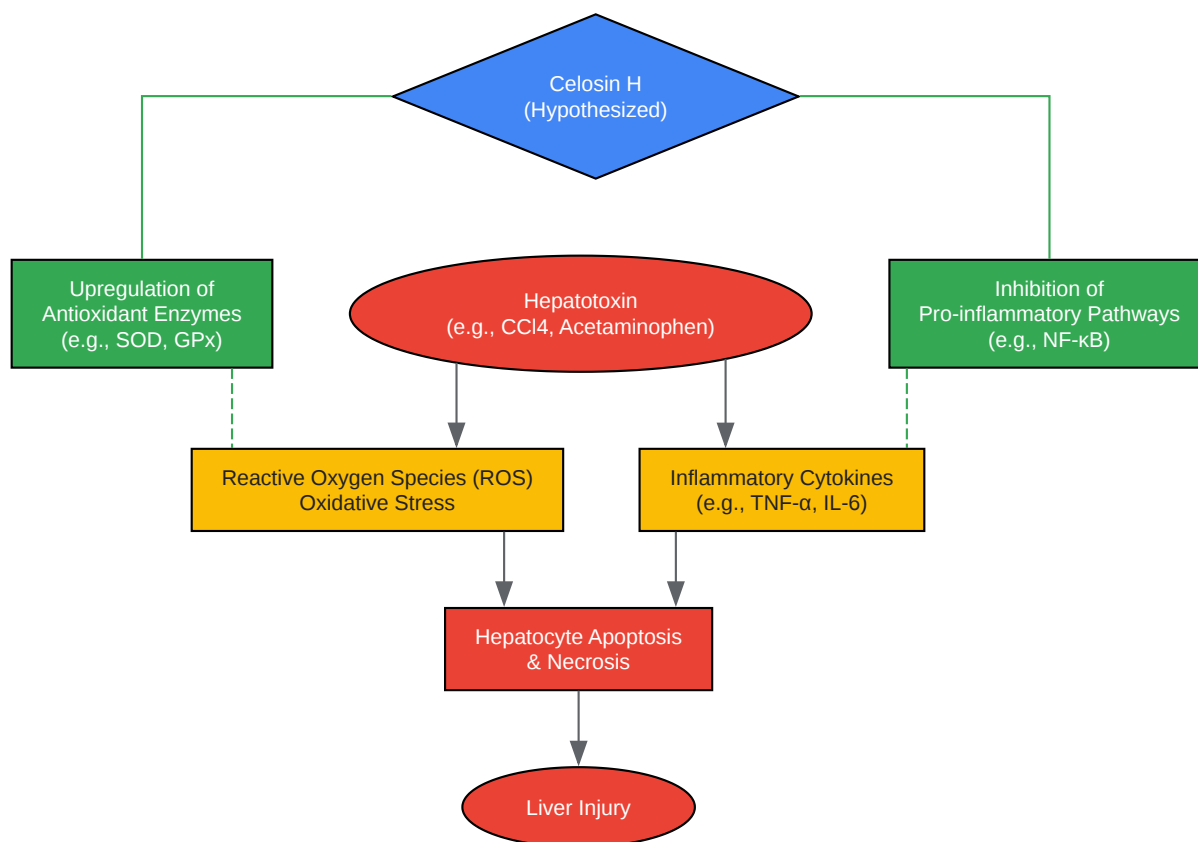 Celosin H
(Hypothesized)
Upregulation of
Antioxidant Enzymes
(e.g., SOD, GPx)
Hepatotoxin
(e.g., CCl4, Acetaminophen)
Inhibition of
Pro-inflammatory Pathways
(e.g., NF-κB)
Reactive Oxygen Species (ROS)
Oxidative Stress
Inflammatory Cytokines
(e.g., TNF-α, IL-6)
Hepatocyte Apoptosis
& Necrosis
Liver Injury